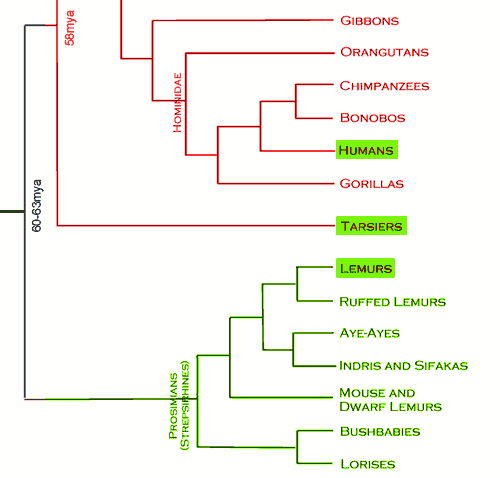 58mya
GIBBONS
ORANGUTANS
HOMINIDAE
CHIMPANZEES
BONOBOS
HUMANS
GORILLAS
60-63mya
TARSIERS
LEMURS
RUFFED LEMURS
AYE-AYES
INDRIS AND SIFAKAS
PROSIMIANS
(STREPSIRHINES)
MOUSE AND
DWARF LEMURS
BUSHBABIES
LORISES